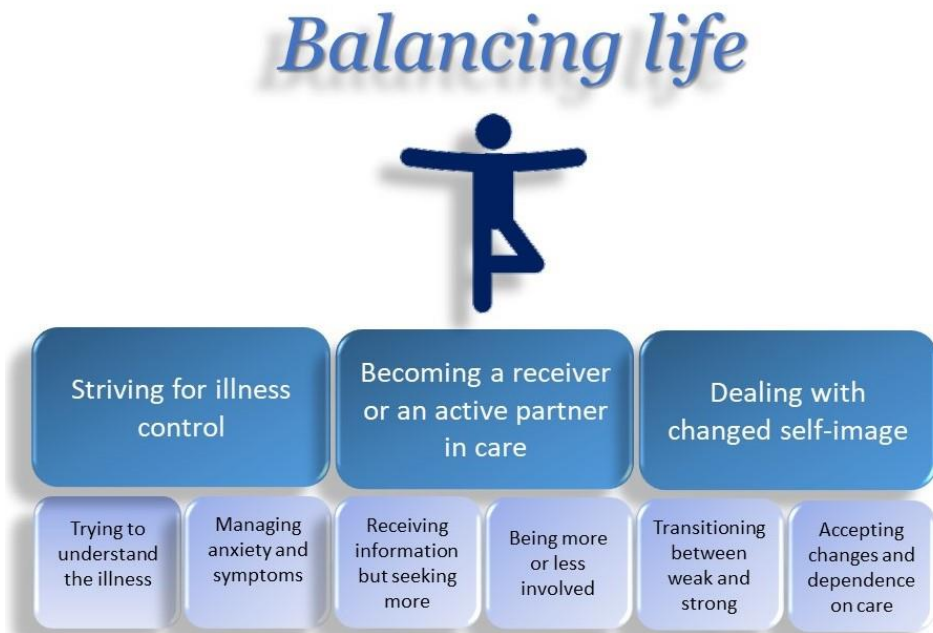 Balancing life
Striving for illness
control
Becoming a receiver
or an active partner
in care
Dealing with
changed self-image
Trying to
understand
the illness
Managing
anxiety and
symptoms
Receiving
information
but seeking
more
Being more
or less
involved
Transitioning
between
weak and
strong
Accepting
changes and
dependence
on care